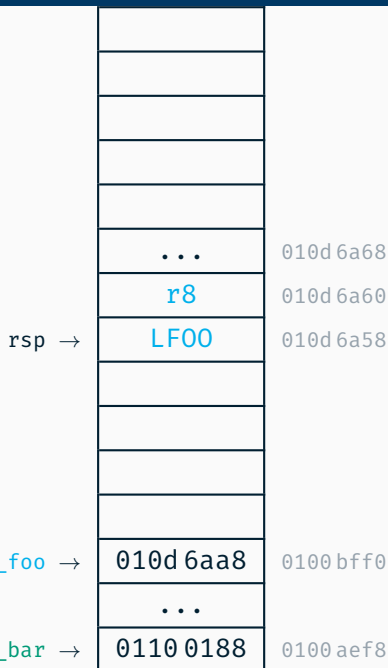 ... 010d 6a68
r8 010d 6a60
rsp → LFOO 010d 6a58
_foo → 010d 6aa8 0100 bff0
...
_bar → 0110 0188 0100 aef8